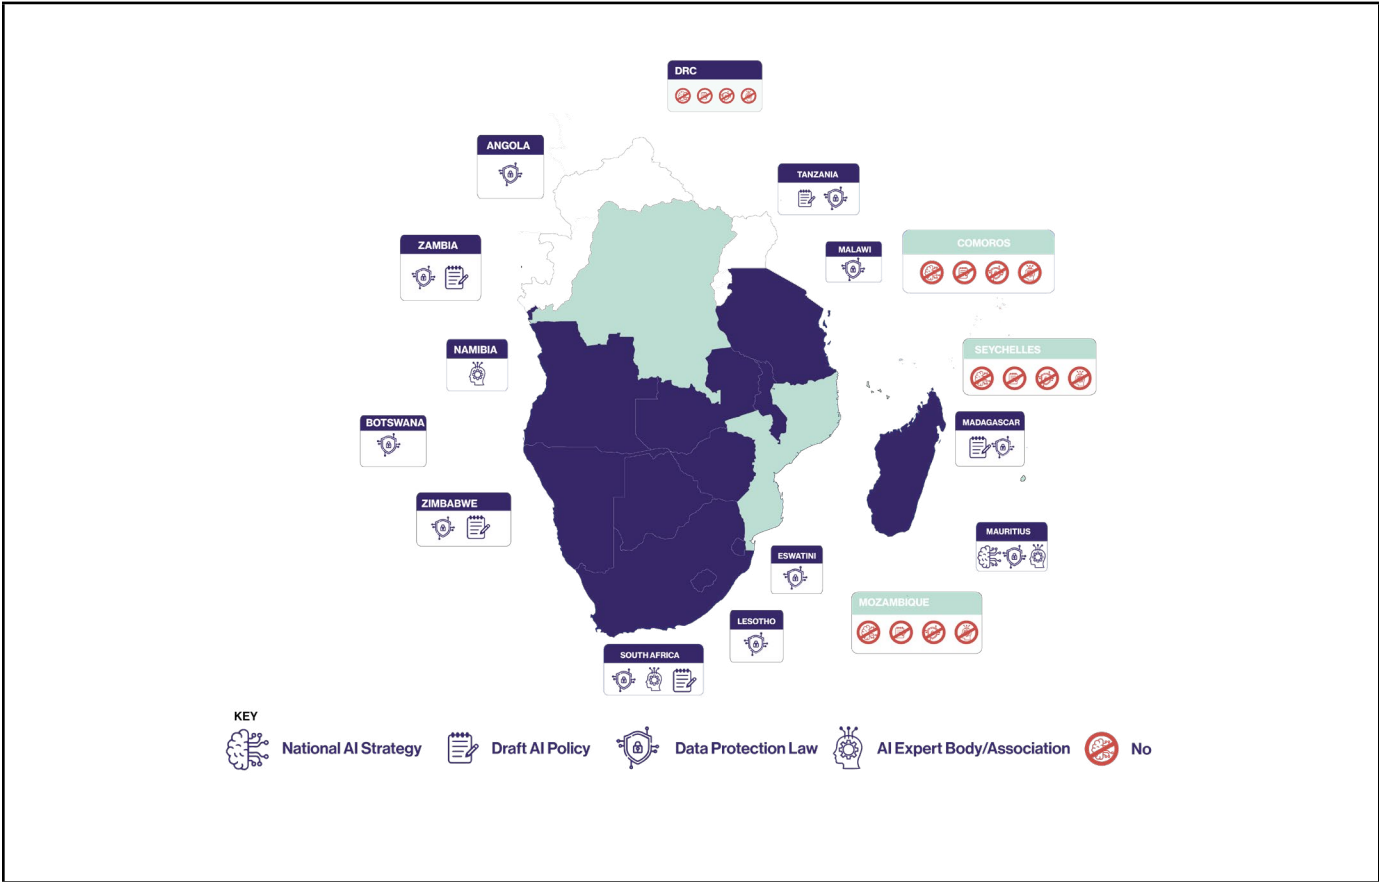 DRC
ANGOLA
TANZANIA
ZAMBIA
MALAWI
COMOROS
NAMIBIA
SEYCHELLES
BOTSWANA
MADAGASCAR
ZIMBABWE
MAURITIUS
ESWATINI
MOZAMBIQUE
LESOTHO
SOUTH AFRICA
KEY
National AI Strategy
Draft AI Policy
Data Protection Law
AI Expert Body/Association
No